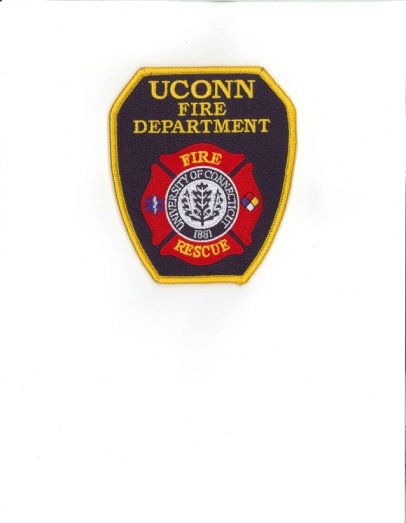 UCONN
FIRE
DEPARTMENT
FIRE
UNIVERSITY OF CONNECTICUT
1881
RESCUE